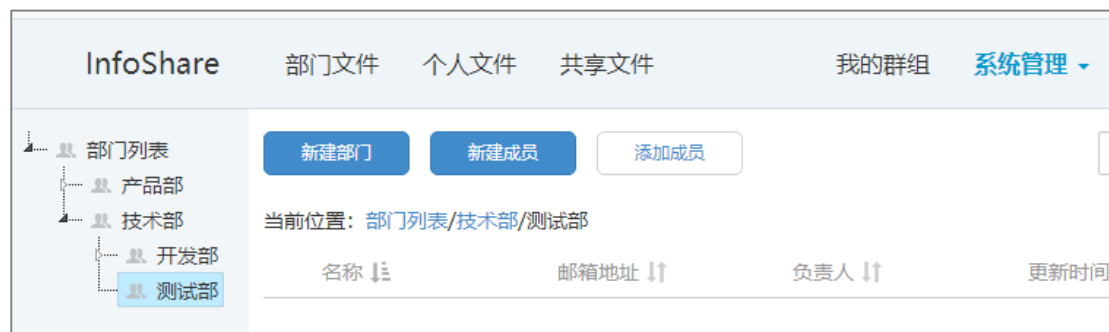 InfoShare 部门文件 个人文件 共享文件 我的群组 系统管理
部门列表
产品部
技术部
开发部
测试部
新建部门 新建成员 添加成员
当前位置：部门列表/技术部/测试部
名称 邮箱地址 负责人 更新时间